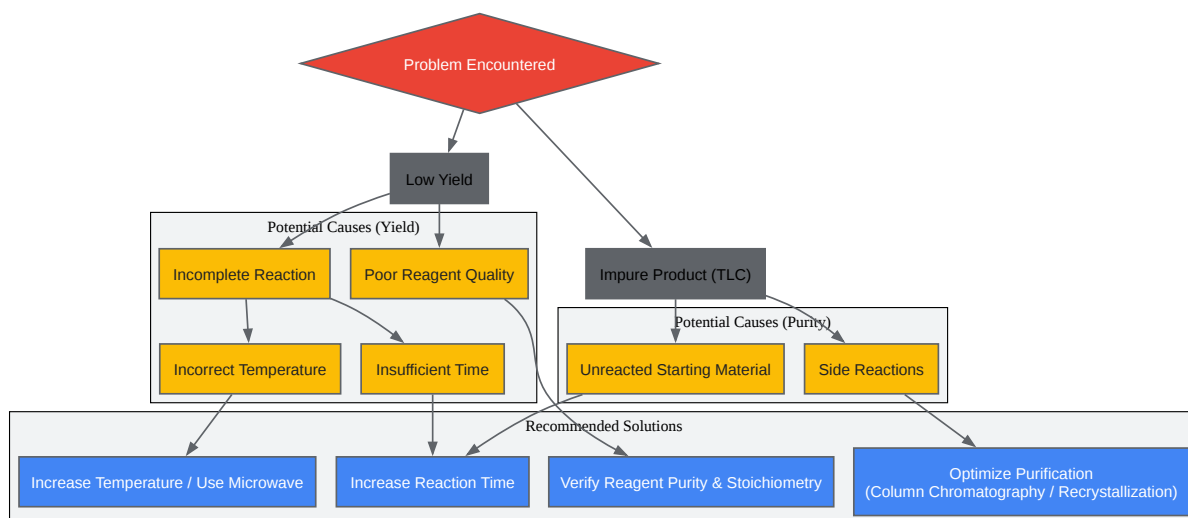 Problem Encountered
Low Yield
Potential Causes (Yield)
Incomplete Reaction
Poor Reagent Quality
Impure Product (TLC)
Potential Causes (Purity)
Incorrect Temperature
Insufficient Time
Unreacted Starting Material
Side Reactions
Recommended Solutions
Increase Temperature / Use Microwave
Increase Reaction Time
Verify Reagent Purity & Stoichiometry
Optimize Purification
(Column Chromatography / Recrystallization)